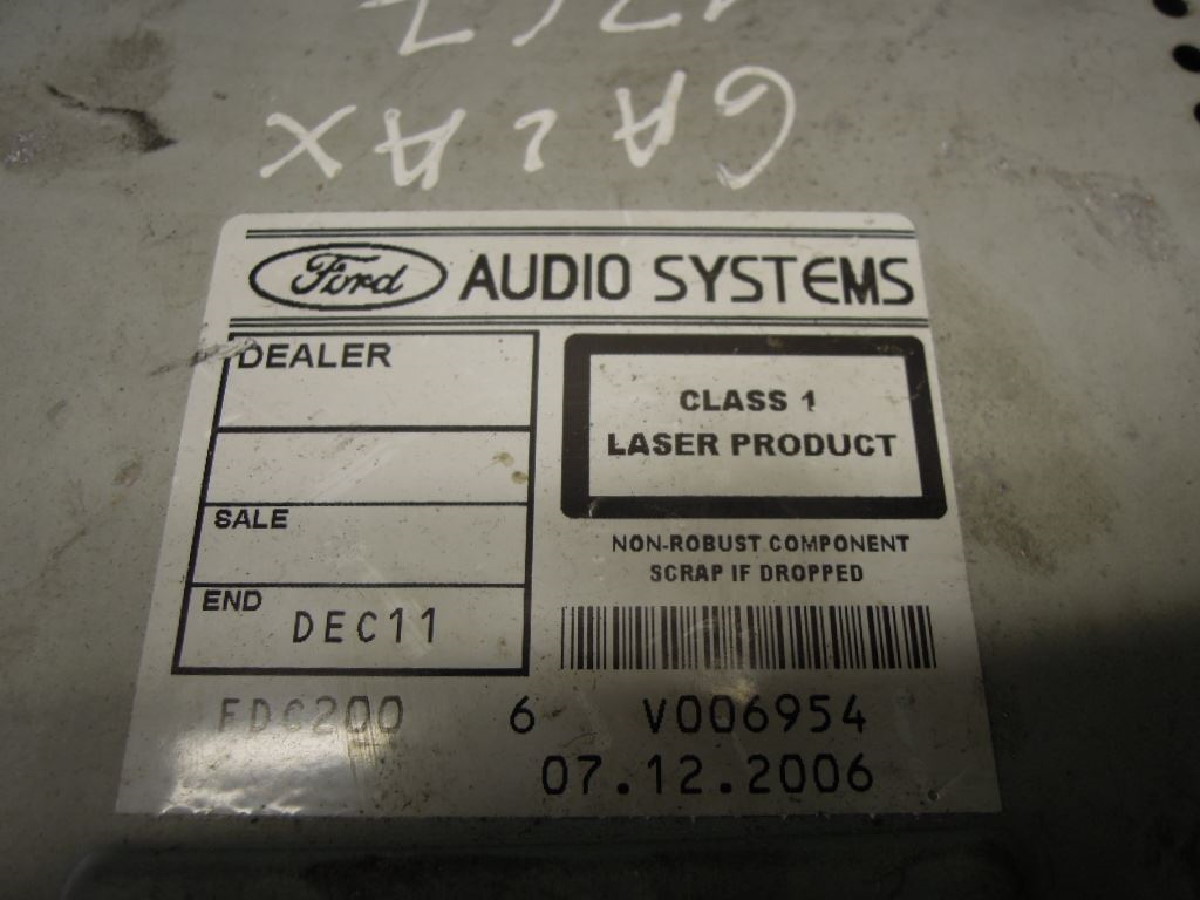 GALAX
Ford AUDIO SYSTEMS
DEALER
CLASS 1
LASER PRODUCT
SALE
NON-ROBUST COMPONENT
SCRAP IF DROPPED
END DEC11
FDC200 6 V006954
07.12.2006